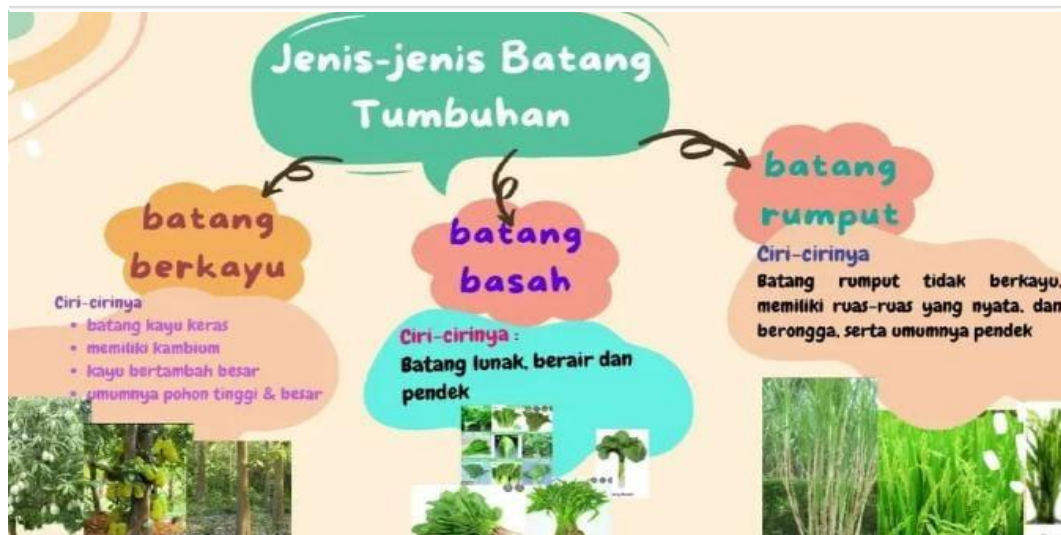 Jenis-jenis Batang
Tumbuhan
batang
berkayu
Ciri-cirinya
• batang kayu keras
• memiliki kambium
• kayu bertambah besar
• umumnya pohon tinggi & besar
batang
basah
Ciri-cirinya :
Batang lunak, berair dan
pendek
batang
rumput
Ciri-cirinya
Batang rumput tidak berkayu,
memiliki ruas-ruas yang nyata, dan
berongga, serta umumnya pendek